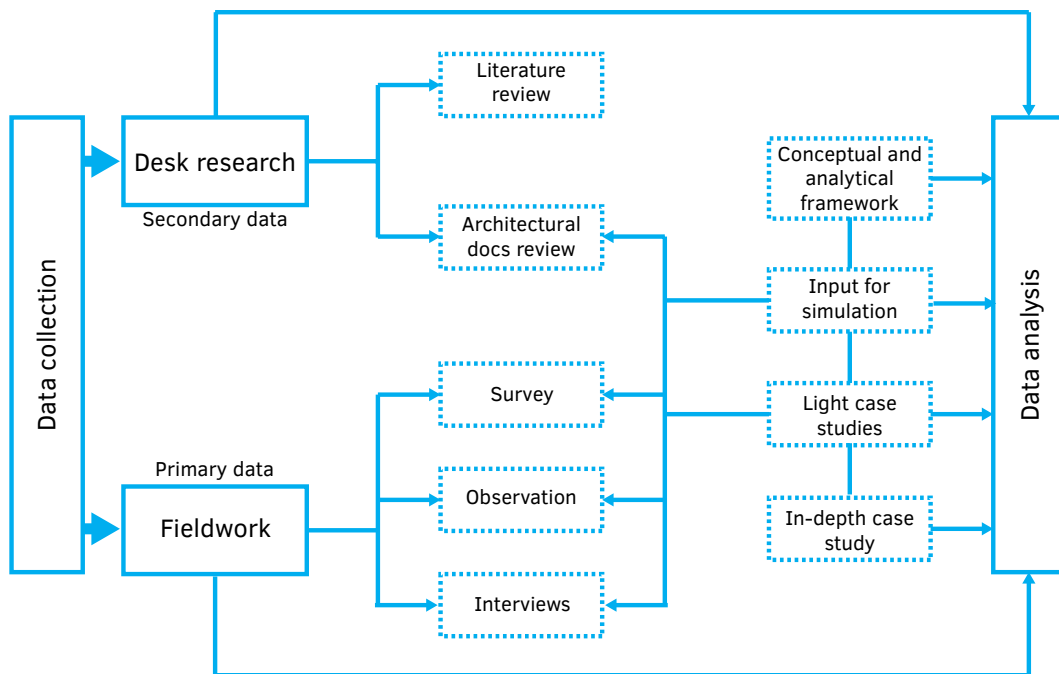 Data collection
Desk research
Secondary data
Primary data
Fieldwork
Literature
review
Architectural
docs review
Survey
Observation
Interviews
Conceptual and
analytical
framework
Input for
simulation
Light case
studies
In-depth case
study
Data analysis